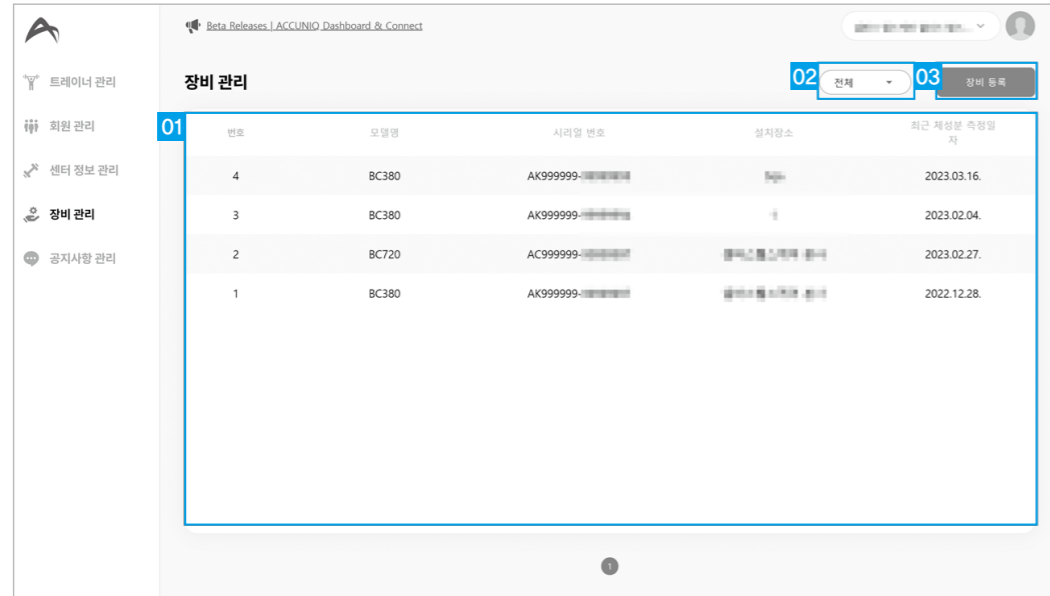 Beta Releases | ACCUNIQ Dashboard & Connect
트레이너 관리
회원 관리
센터 정보 관리
장비 관리
공지사항 관리
장비 관리
02
전체
03
장비 등록
01
번호 모델명 시리얼 번호 설치장소 최근 체성분 측정일
자
4 BC380 AK999999- 2023.03.16.
3 BC380 AK999999- 2023.02.04.
2 BC720 AC999999- 2023.02.27.
1 BC380 AK999999- 2022.12.28.
1